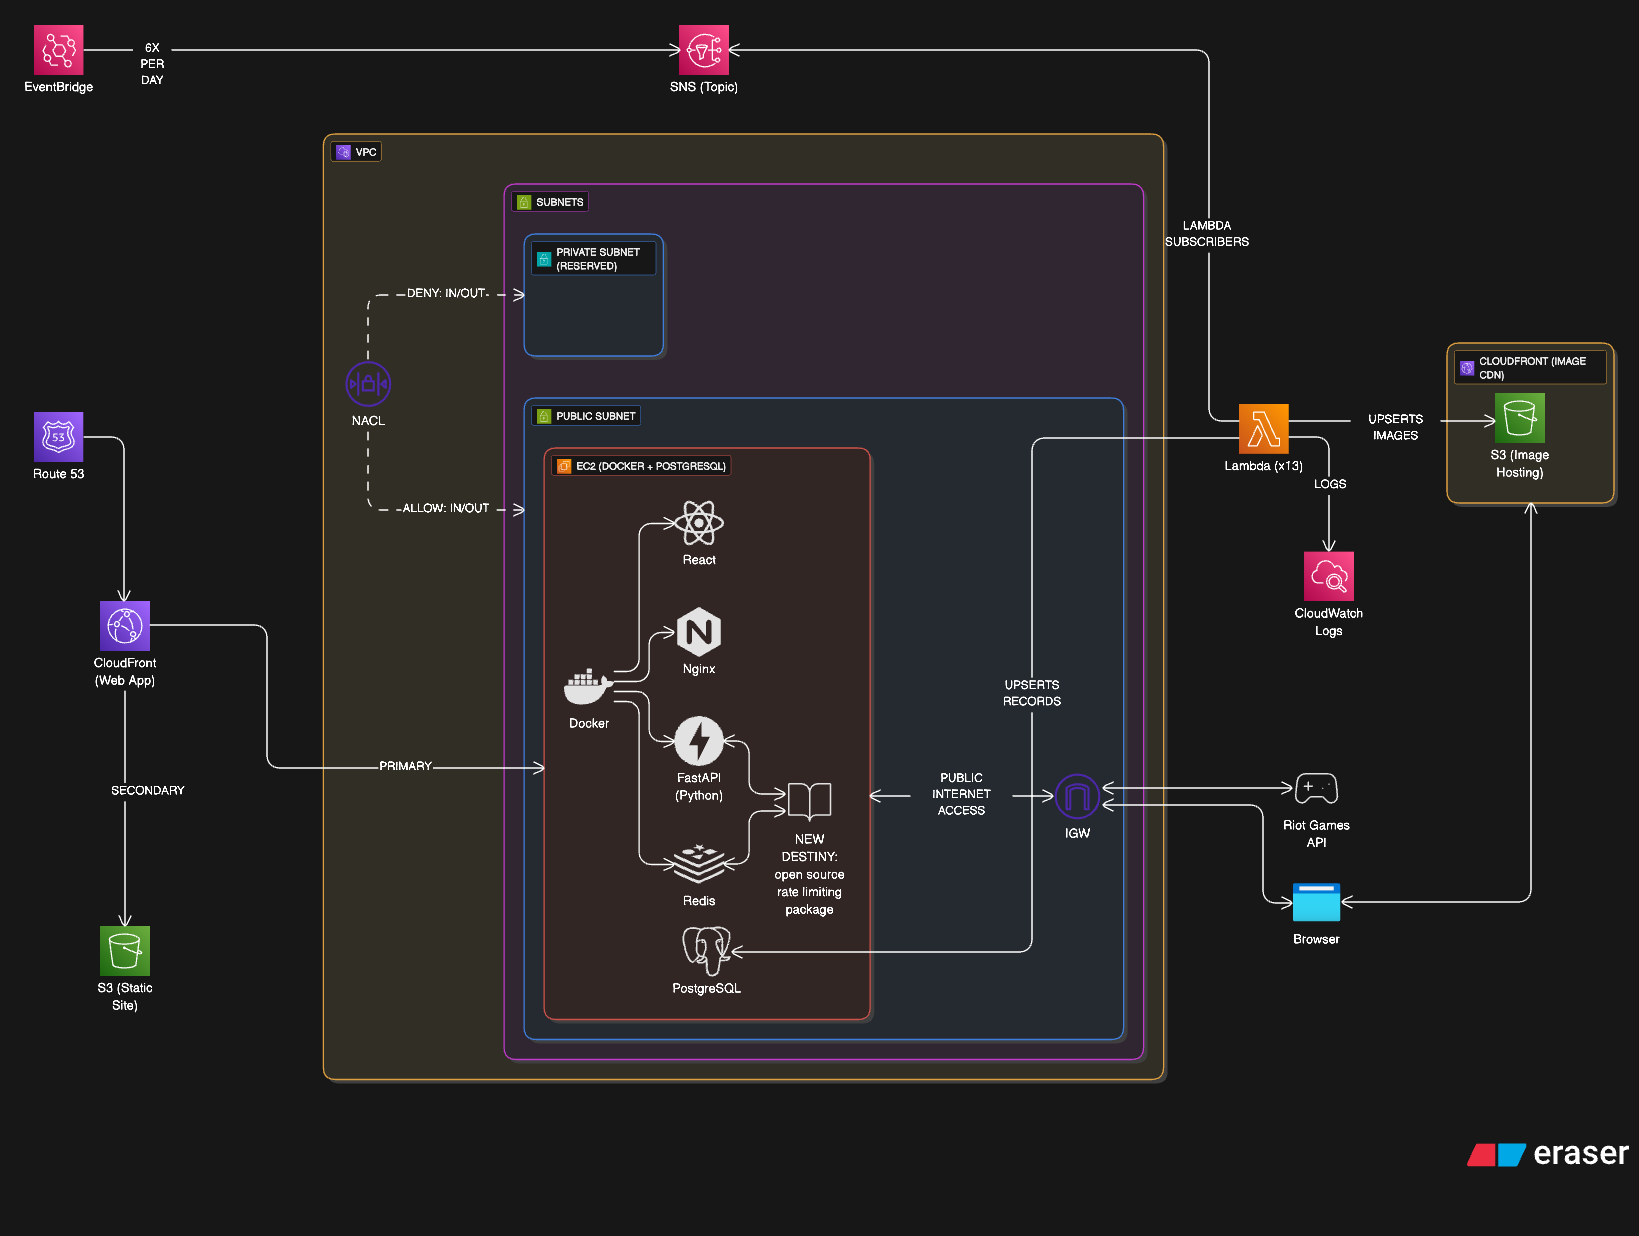 EventBridge
6X
PER
DAY
SNS (Topic)
VPC
SUBNETS
PRIVATE SUBNET
(RESERVED)
LAMBDA
SUBSCRIBERS
DENY: IN/OUT
NACL
ALLOW: IN/OUT
PUBLIC SUBNET
EC2 (DOCKER + POSTGRESQL)
53
Route 53
CloudFront
(Web App)
PRIMARY
SECONDARY
S3 (Static
Site)
React
Nginx
Docker
FastAPI
(Python)
NEW
DESTINY:
open source
rate limiting
package
Redis
PostgreSQL
UPSERTS
RECORDS
PUBLIC
INTERNET
ACCESS
IGW
Lambda (x13)
UPSERTS
IMAGES
CLOUDFRONT (IMAGE
CDN)
S3 (Image
Hosting)
LOGS
CloudWatch
Logs
Riot Games
API
Browser
eraser